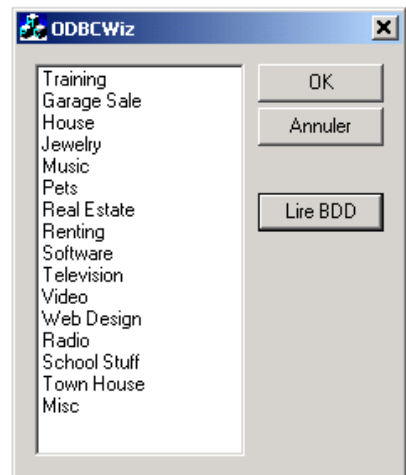 ODBCWiz
Training
Garage Sale
House
Jewelry
Music
Pets
Real Estate
Renting
Software
Television
Video
Web Design
Radio
School Stuff
Town House
Misc
OK
Annuler
Lire BDD